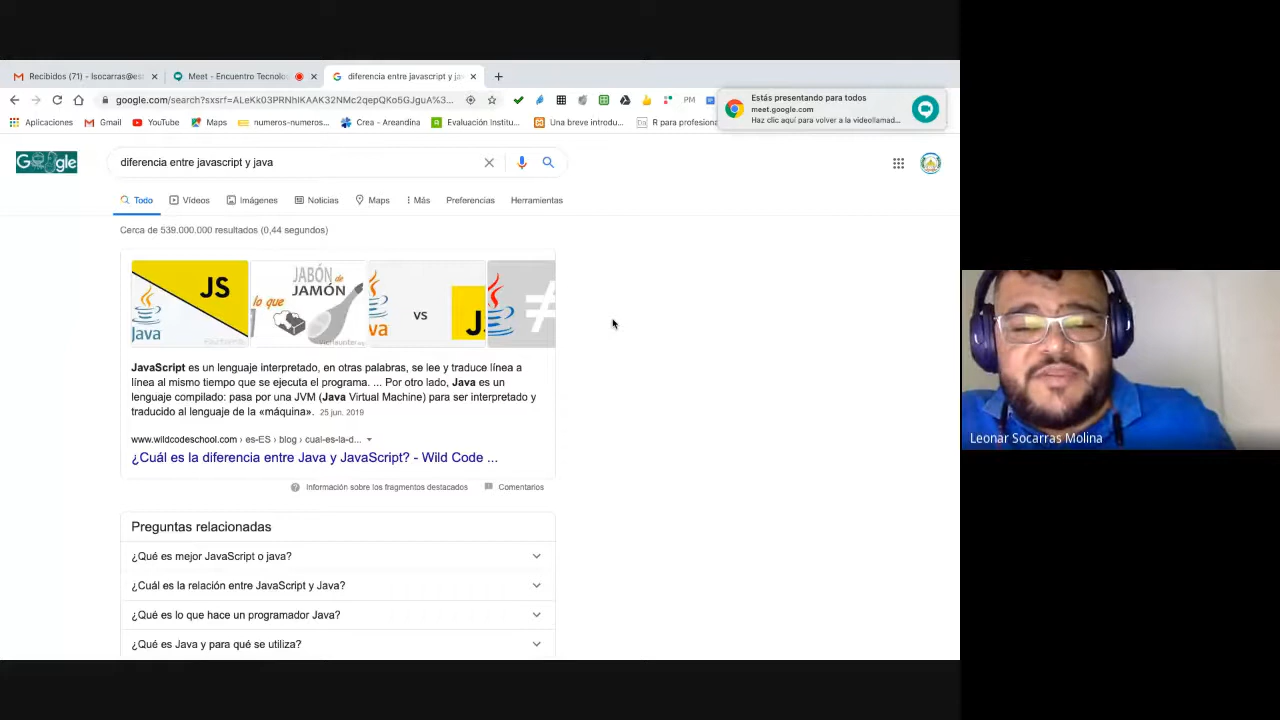 Recibidos (71) - lsocarras@es
Meet - Encuentro Tecnolo
diferencia entre javascript y jav
google.com/search?sxsrf=ALeKk03PRNhlKAAK32NMc2qepQKo5GJguA%3...
PM
Estás presentando para todos
meet.google.com
Haz clic aquí para volver a la videollamad...
Aplicaciones
Gmail
YouTube
Maps
numeros-numeros...
Crea - Areandina
Evaluación Institu...
Una breve introdu...
R para profesiona
Google
diferencia entre javascript y java
Todo
Vídeos
Imágenes
Noticias
Maps
Más
Preferencias
Herramientas
Cerca de 539.000.000 resultados (0,44 segundos)
JS
Java
lo que
JABÓN de
JAMÓN
va
vs
J
≠
JavaScript es un lenguaje interpretado, en otras palabras, se lee y traduce línea a
línea al mismo tiempo que se ejecuta el programa. ... Por otro lado, Java es un
lenguaje compilado: pasa por una JVM (Java Virtual Machine) para ser interpretado y
traducido al lenguaje de la «máquina». 25 jun. 2019
www.wildcodeschool.com › es-ES › blog › cual-es-la-d...
¿Cuál es la diferencia entre Java y JavaScript? - Wild Code ...
Información sobre los fragmentos destacados
Comentarios
Preguntas relacionadas
¿Qué es mejor JavaScript o java?
¿Cuál es la relación entre JavaScript y Java?
¿Qué es lo que hace un programador Java?
¿Qué es Java y para qué se utiliza?
Leonar Socarras Molina